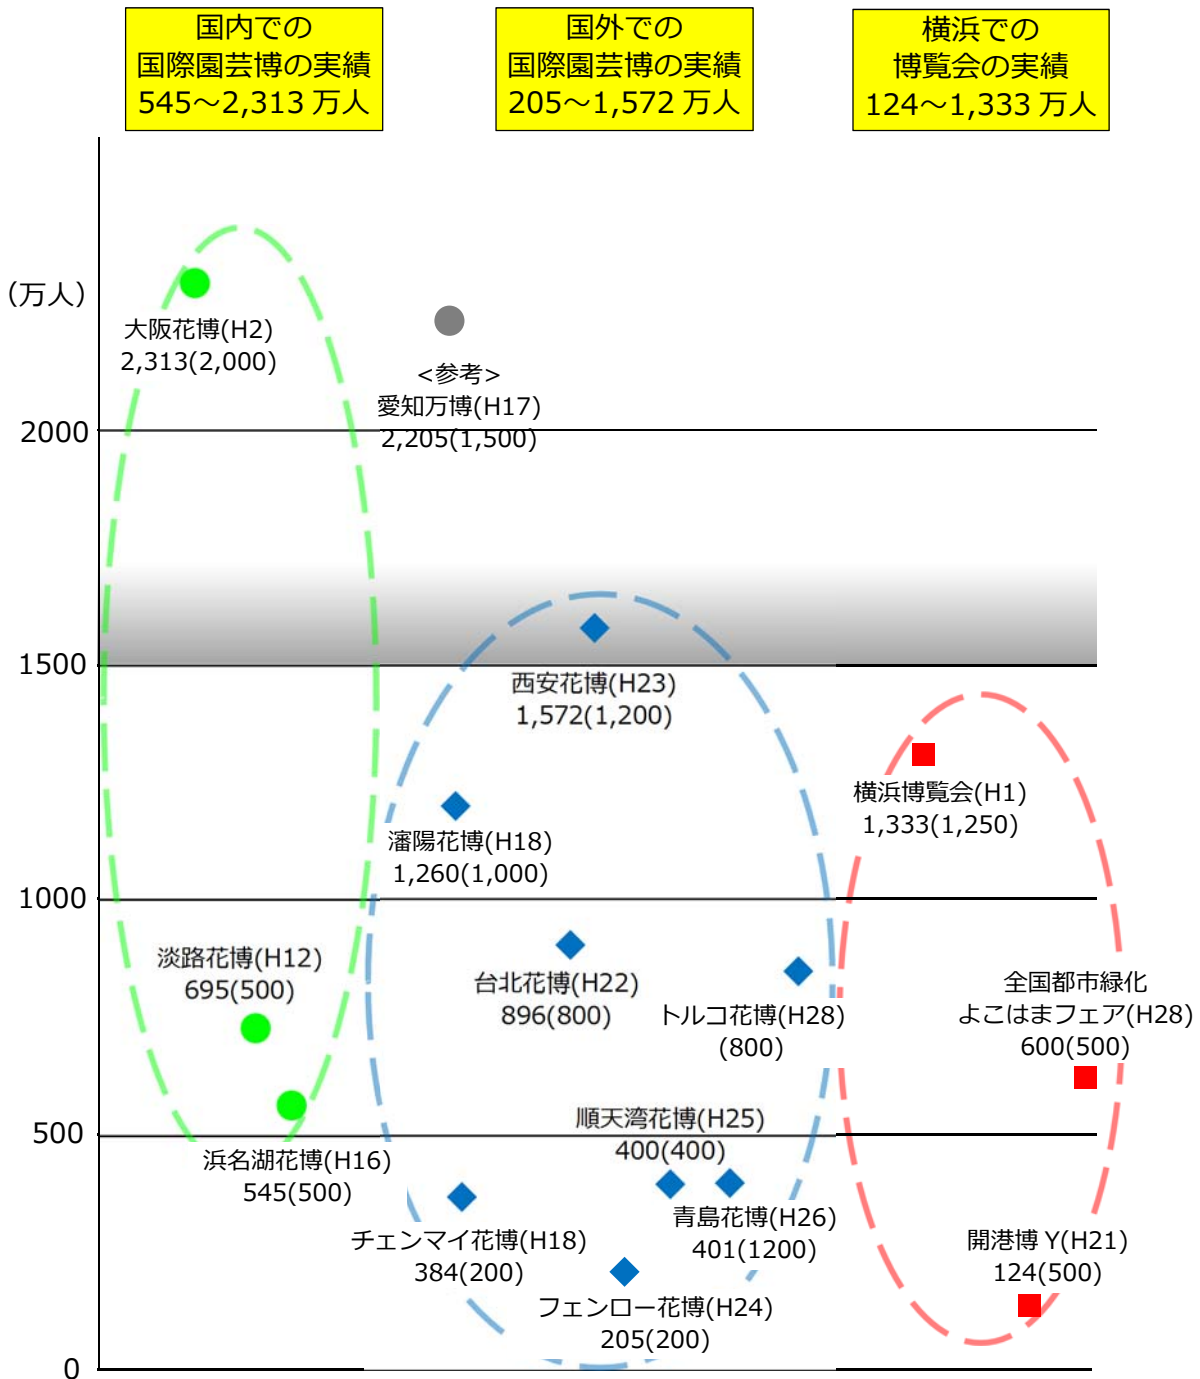 国内での
国際園芸博の実績
545～2,313 万人
国外での
国際園芸博の実績
205～1,572 万人
横浜での
博覧会の実績
124～1,333 万人
(万人)
大阪花博(H2)
2,313(2,000)
<参考>
愛知万博(H17)
2,205(1,500)
2000
1500
西安花博(H23)
1,572(1,200)
横浜博覧会(H1)
1,333(1,250)
瀋陽花博(H18)
1,260(1,000)
1000
淡路花博(H12)
695(500)
台北花博(H22)
896(800)
トルコ花博(H28)
(800)
全国都市緑化
よこはまフェア(H28)
600(500)
順天湾花博(H25)
400(400)
500
浜名湖花博(H16)
545(500)
青島花博(H26)
401(1200)
チェンマイ花博(H18)
384(200)
開港博 Y(H21)
124(500)
フェンロー花博(H24)
205(200)
0